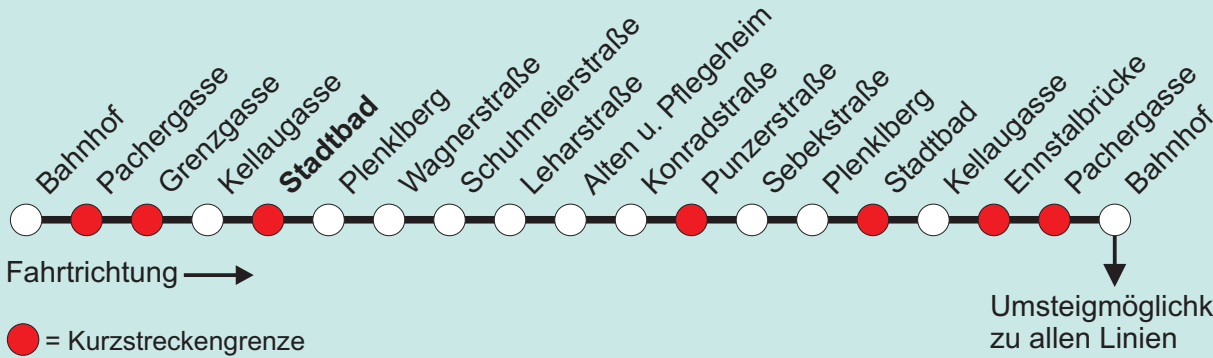 Bahnhof
Pachergasse
Grenzgasse
Kellaugasse
Stadtbad
Plenklberg
Wagnerstraße
Schuhmeierstraße
Leharstraße
Alten u. Pflegeheim
Konradstraße
Punzerstraße
Sebekstraße
Plenklberg
Stadtbad
Kellaugasse
Ennstalbrücke
Pachergasse
Bahnhof
Fahrtrichtung
Umsteigmöglichk
zu allen Linien
= Kurzstreckengrenze